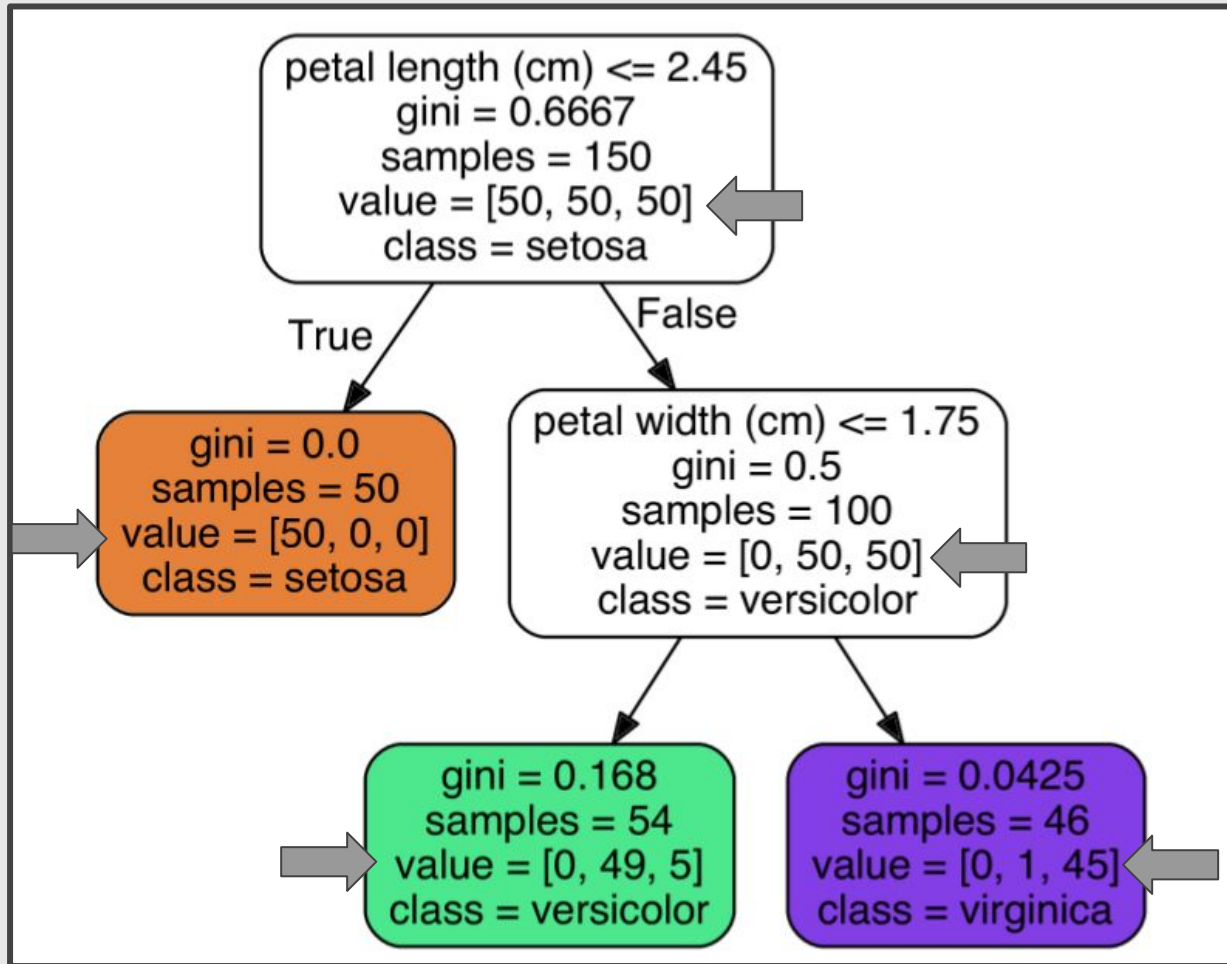 petal length (cm) <= 2.45
gini = 0.6667
samples = 150
value = [50, 50, 50]
class = setosa
True
False
gini = 0.0
samples = 50
value = [50, 0, 0]
class = setosa
petal width (cm) <= 1.75
gini = 0.5
samples = 100
value = [0, 50, 50]
class = versicolor
gini = 0.168
samples = 54
value = [0, 49, 5]
class = versicolor
gini = 0.0425
samples = 46
value = [0, 1, 45]
class = virginica